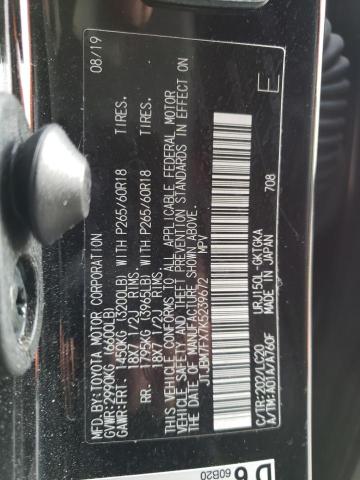 MFD. BY: TOYOTA MOTOR CORPORATION 08/19
GVWR: 2990KG (6600LB)
GAWR: FRT. 1450KG (3200LB) WITH P265/60R18 TIRES.
18X7 1/2J RIMS.
RR. 1795KG (3965LB) WITH P265/60R18 TIRES.
18X7 1/2J RIMS.
THIS VEHICLE CONFORMS TO ALL APPLICABLE FEDERAL MOTOR
VEHICLE SAFETY, AND THEFT PREVENTION STANDARDS IN EFFECT ON
THE DATE OF MANUFACTURE SHOWN ABOVE.
JTJBM7FX7K5239672
MPV
E
C/TR: 202/LC20 URJ150L-GKTGKA
A/TM: A01A/A760F MADE IN JAPAN 708
D6
60B20